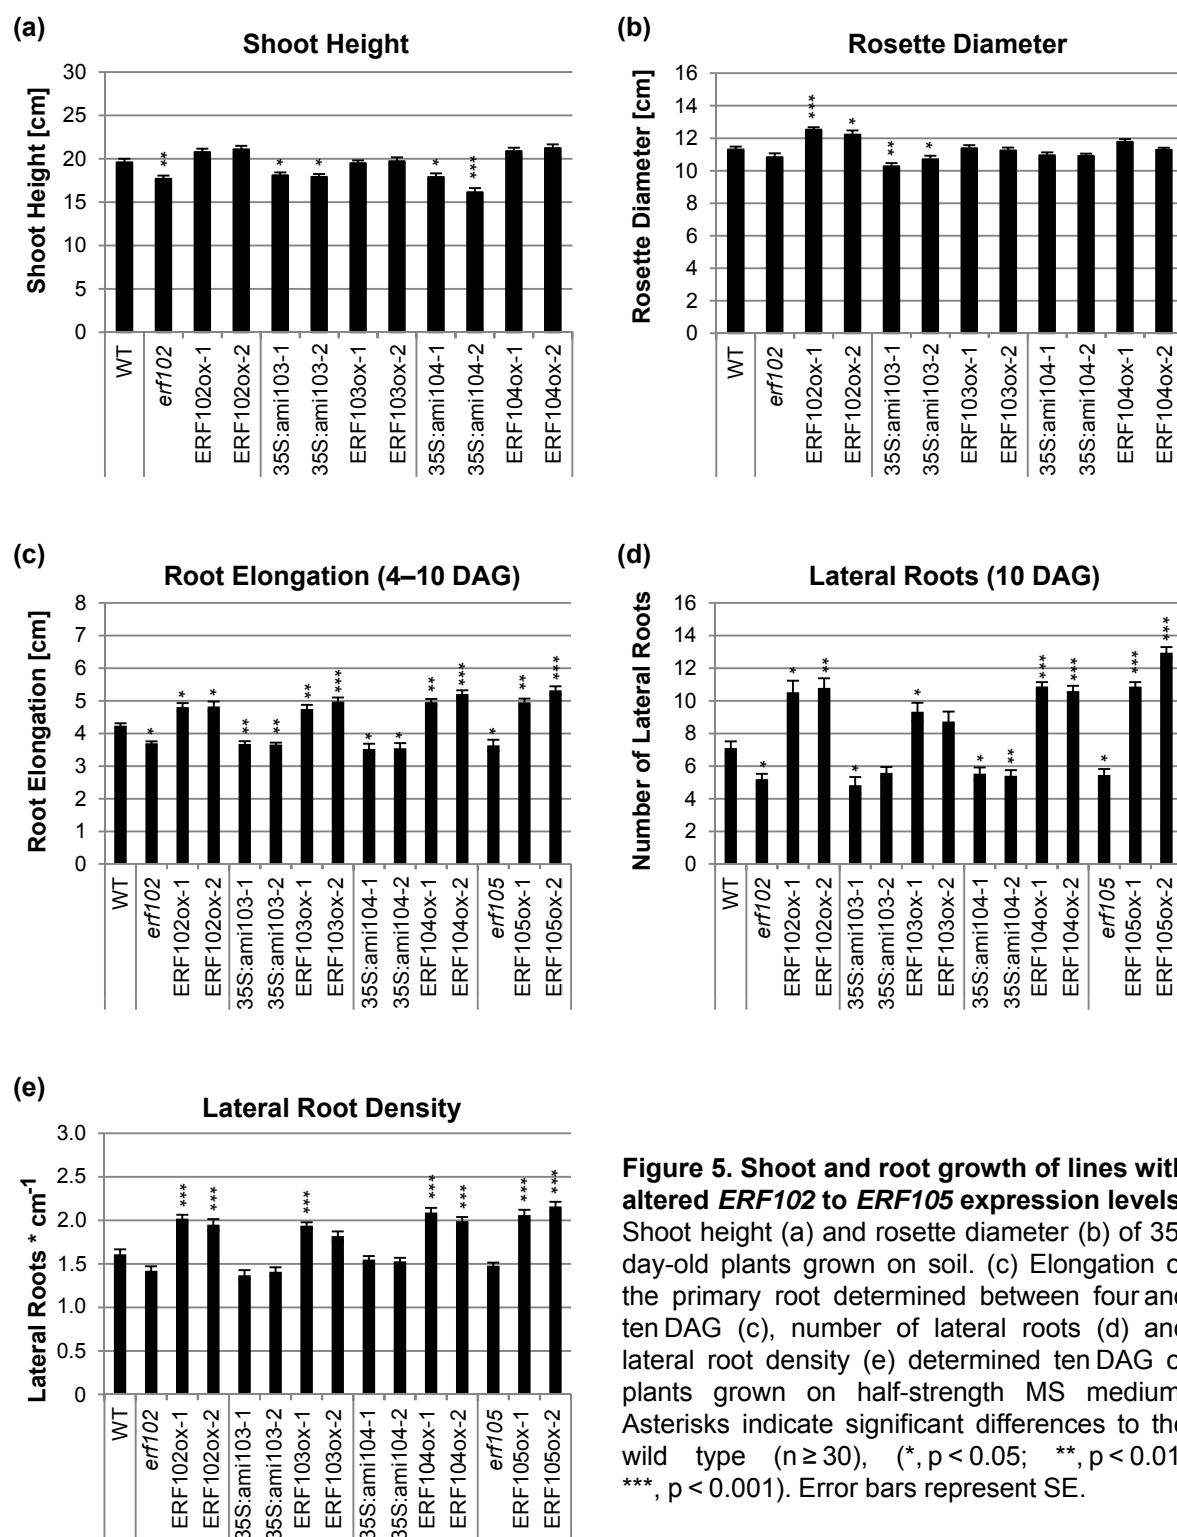 (a)
Shoot Height
Shoot Height [cm]
30
25
20
15
10
5
0
** * * * ***
WT
erf102
ERF102ox-1
ERF102ox-2
35S:ami103-1
35S:ami103-2
ERF103ox-1
ERF103ox-2
35S:ami104-1
35S:ami104-2
ERF104ox-1
ERF104ox-2
(b)
Rosette Diameter
Rosette Diameter [cm]
16
14
12
10
8
6
4
2
0
*** * ** *
WT
erf102
ERF102ox-1
ERF102ox-2
35S:ami103-1
35S:ami103-2
ERF103ox-1
ERF103ox-2
35S:ami104-1
35S:ami104-2
ERF104ox-1
ERF104ox-2
(c)
Root Elongation (4–10 DAG)
Root Elongation [cm]
8
7
6
5
4
3
2
1
0
* * * ** ** ** *** * * ** *** * ** ***
WT
erf102
ERF102ox-1
ERF102ox-2
35S:ami103-1
35S:ami103-2
ERF103ox-1
ERF103ox-2
35S:ami104-1
35S:ami104-2
ERF104ox-1
ERF104ox-2
erf105
ERF105ox-1
ERF105ox-2
(d)
Lateral Roots (10 DAG)
Number of Lateral Roots
16
14
12
10
8
6
4
2
0
* * ** * * * ** *** *** * *** ***
WT
erf102
ERF102ox-1
ERF102ox-2
35S:ami103-1
35S:ami103-2
ERF103ox-1
ERF103ox-2
35S:ami104-1
35S:ami104-2
ERF104ox-1
ERF104ox-2
erf105
ERF105ox-1
ERF105ox-2
(e)
Lateral Root Density
Lateral Roots * cm-1
3.0
2.5
2.0
1.5
1.0
0.5
0
*** *** *** *** *** *** ***
WT
erf102
ERF102ox-1
ERF102ox-2
35S:ami103-1
35S:ami103-2
ERF103ox-1
ERF103ox-2
35S:ami104-1
35S:ami104-2
ERF104ox-1
ERF104ox-2
erf105
ERF105ox-1
ERF105ox-2
Figure 5. Shoot and root growth of lines with
altered ERF102 to ERF105 expression levels
Shoot height (a) and rosette diameter (b) of 35
day-old plants grown on soil. (c) Elongation o
the primary root determined between four and
ten DAG (c), number of lateral roots (d) and
lateral root density (e) determined ten DAG o
plants grown on half-strength MS medium
Asterisks indicate significant differences to the
wild type (n ≥ 30), (*, p < 0.05; **, p < 0.01
***, p < 0.001). Error bars represent SE.